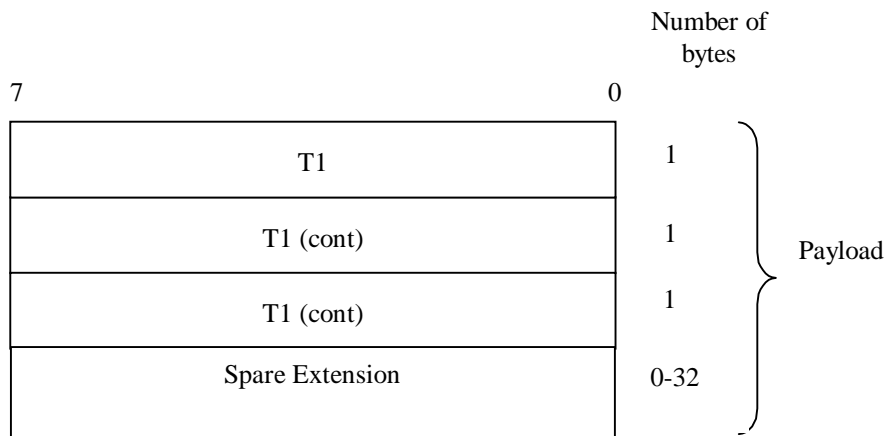 Number of
bytes
7 0
T1 1
T1 (cont) 1
Payload
T1 (cont) 1
Spare Extension 0-32